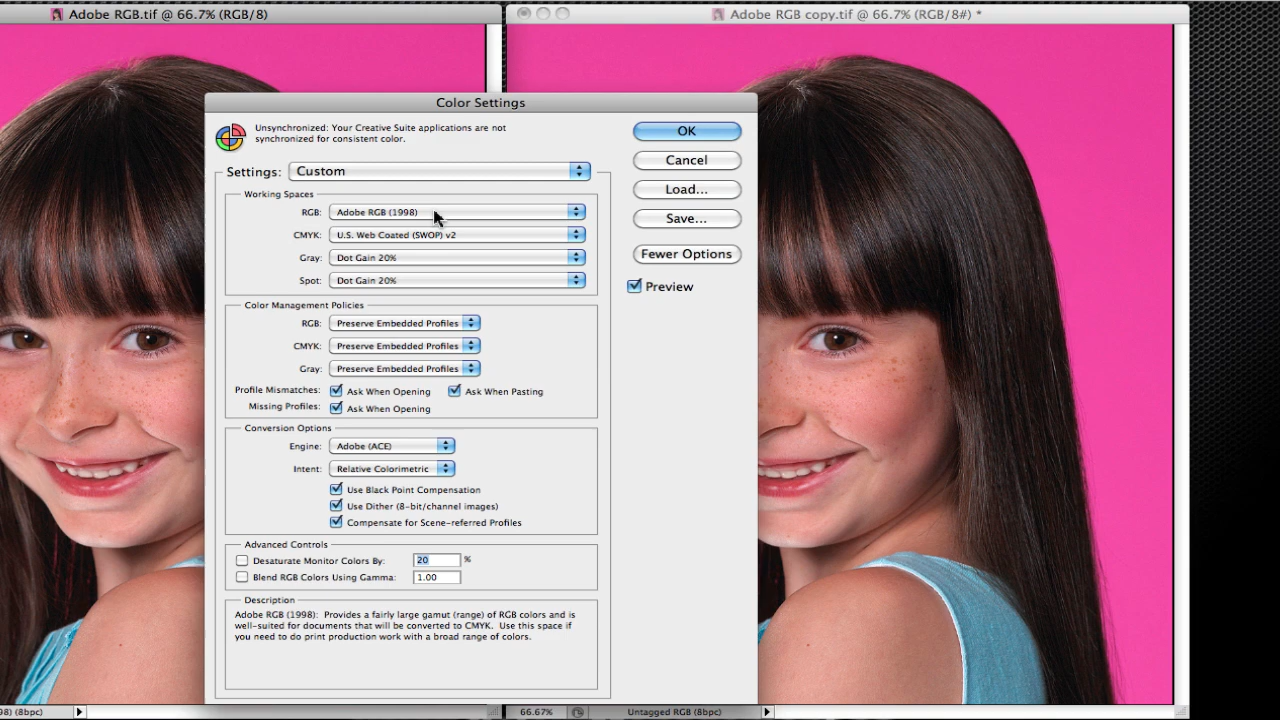 Adobe RGB.tif @ 66.7% (RGB/8)
Adobe RGB copy.tif @ 66.7% (RGB/8#) *
Color Settings
Unsynchronized: Your Creative Suite applications are not
synchronized for consistent color.
OK
Cancel
Load...
Save...
Fewer Options
Preview
Settings: Custom
Working Spaces
RGB: Adobe RGB (1998)
CMYK: U.S. Web Coated (SWOP) v2
Gray: Dot Gain 20%
Spot: Dot Gain 20%
Color Management Policies
RGB: Preserve Embedded Profiles
CMYK: Preserve Embedded Profiles
Gray: Preserve Embedded Profiles
Profile Mismatches: Ask When Opening Ask When Pasting
Missing Profiles: Ask When Opening
Conversion Options
Engine: Adobe (ACE)
Intent: Relative Colorimetric
Use Black Point Compensation
Use Dither (8-bit/channel images)
Compensate for Scene-referred Profiles
Advanced Controls
Desaturate Monitor Colors By: 20 %
Blend RGB Colors Using Gamma: 1.00
Description
Adobe RGB (1998): Provides a fairly large gamut (range) of RGB colors and is
well-suited for documents that will be converted to CMYK. Use this space if
you need to do print production work with a broad range of colors.
98) (8bpc)
66.67%
Untagged RGB (8bpc)